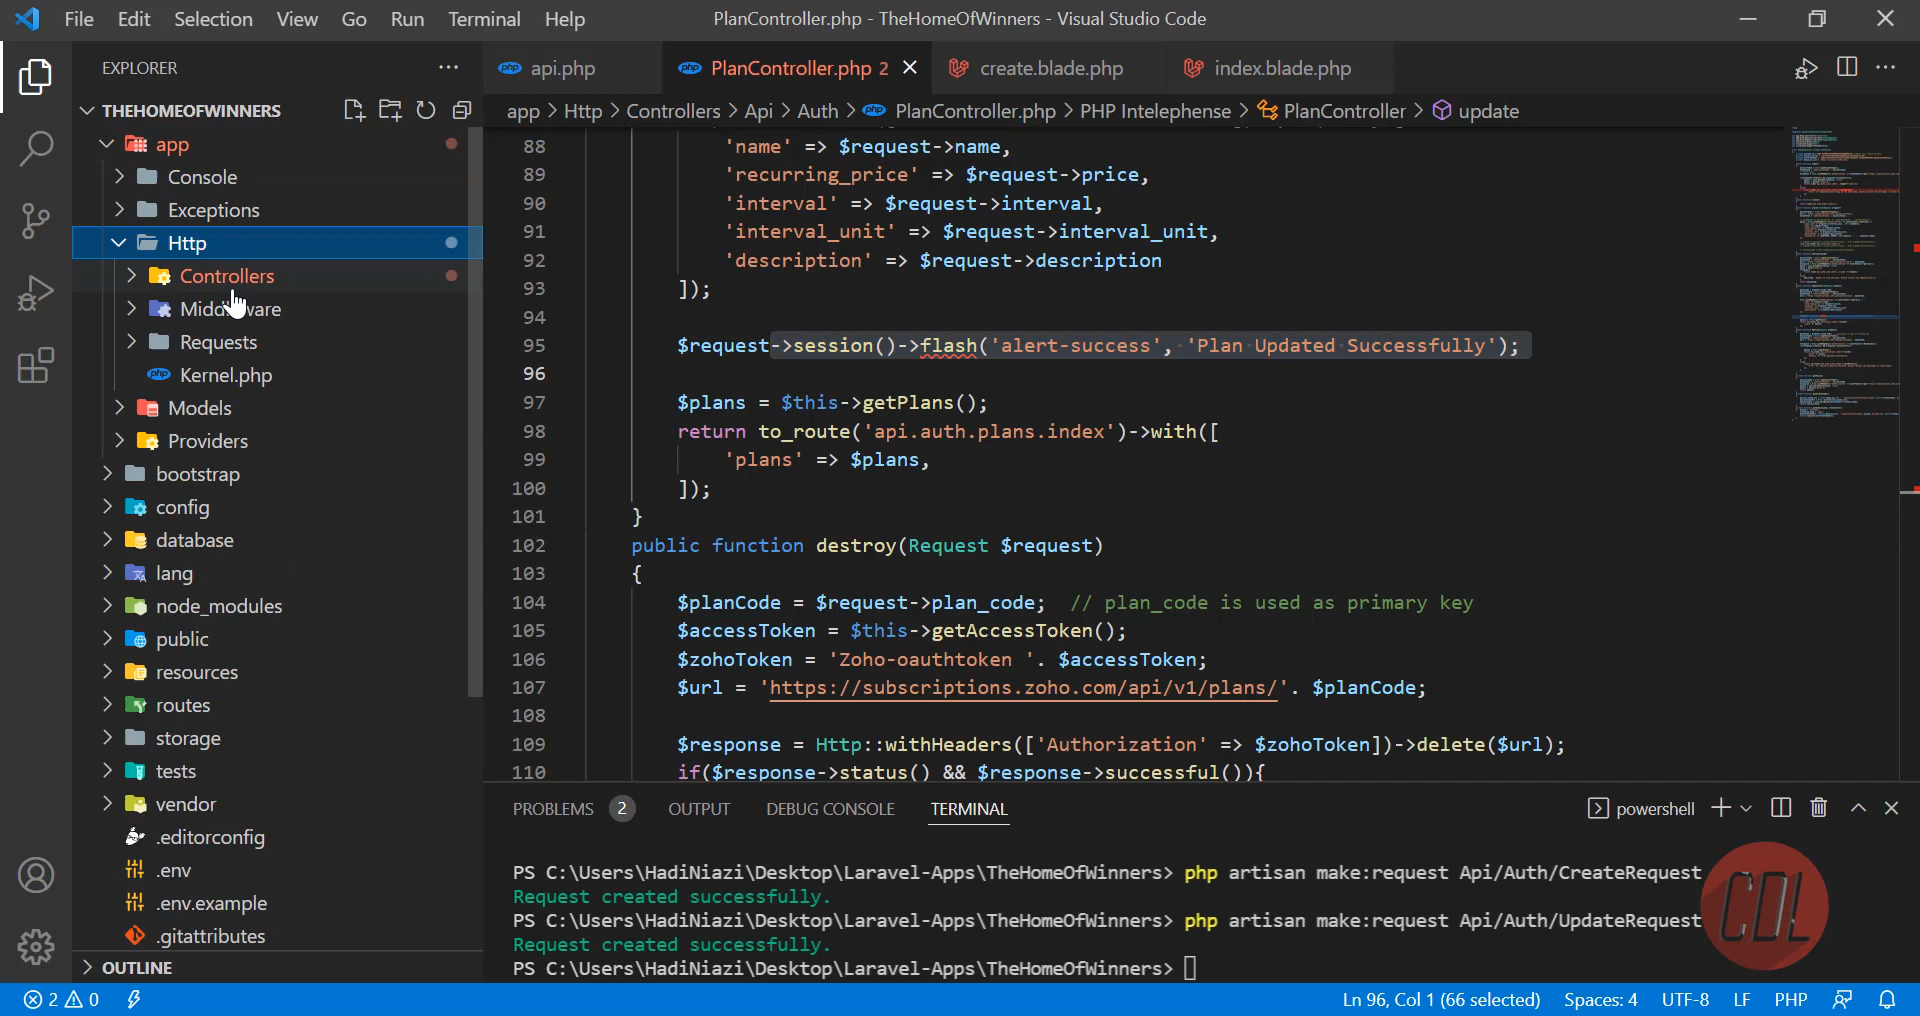 File Edit Selection View Go Run Terminal Help
PlanController.php - TheHomeOfWinners - Visual Studio Code
EXPLORER
THEHOMEOFWINNERS
app
Console
Exceptions
Http
Controllers
Middleware
Requests
Kernel.php
Models
Providers
bootstrap
config
database
lang
node_modules
public
resources
routes
storage
tests
vendor
.editorconfig
.env
.env.example
.gitattributes
OUTLINE
php api.php
php PlanController.php 2
create.blade.php
index.blade.php
app > Http > Controllers > Api > Auth > php PlanController.php > PHP Intelephense > PlanController > update
88 'name' => $request->name,
89 'recurring_price' => $request->price,
90 'interval' => $request->interval,
91 'interval_unit' => $request->interval_unit,
92 'description' => $request->description
93 ]);
94
95 $request->session()->flash('alert-success', 'Plan Updated Successfully');
96
97 $plans = $this->getPlans();
98 return to_route('api.auth.plans.index')->with([
99 'plans' => $plans,
100 ]);
101 }
102 public function destroy(Request $request)
103 {
104 $planCode = $request->plan_code; // plan_code is used as primary key
105 $accessToken = $this->getAccessToken();
106 $zohoToken = 'Zoho-oauthtoken '. $accessToken;
107 $url = 'https://subscriptions.zoho.com/api/v1/plans/'. $planCode;
108
109 $response = Http::withHeaders(['Authorization' => $zohoToken])->delete($url);
110 if($response->status() && $response->successful()){
PROBLEMS 2 OUTPUT DEBUG CONSOLE TERMINAL
powershell
PS C:\Users\HadiNiazi\Desktop\Laravel-Apps\TheHomeOfWinners> php artisan make:request Api/Auth/CreateRequest
Request created successfully.
PS C:\Users\HadiNiazi\Desktop\Laravel-Apps\TheHomeOfWinners> php artisan make:request Api/Auth/UpdateRequest
Request created successfully.
PS C:\Users\HadiNiazi\Desktop\Laravel-Apps\TheHomeOfWinners>
CDL
2 0
Ln 96, Col 1 (66 selected) Spaces: 4 UTF-8 LF PHP